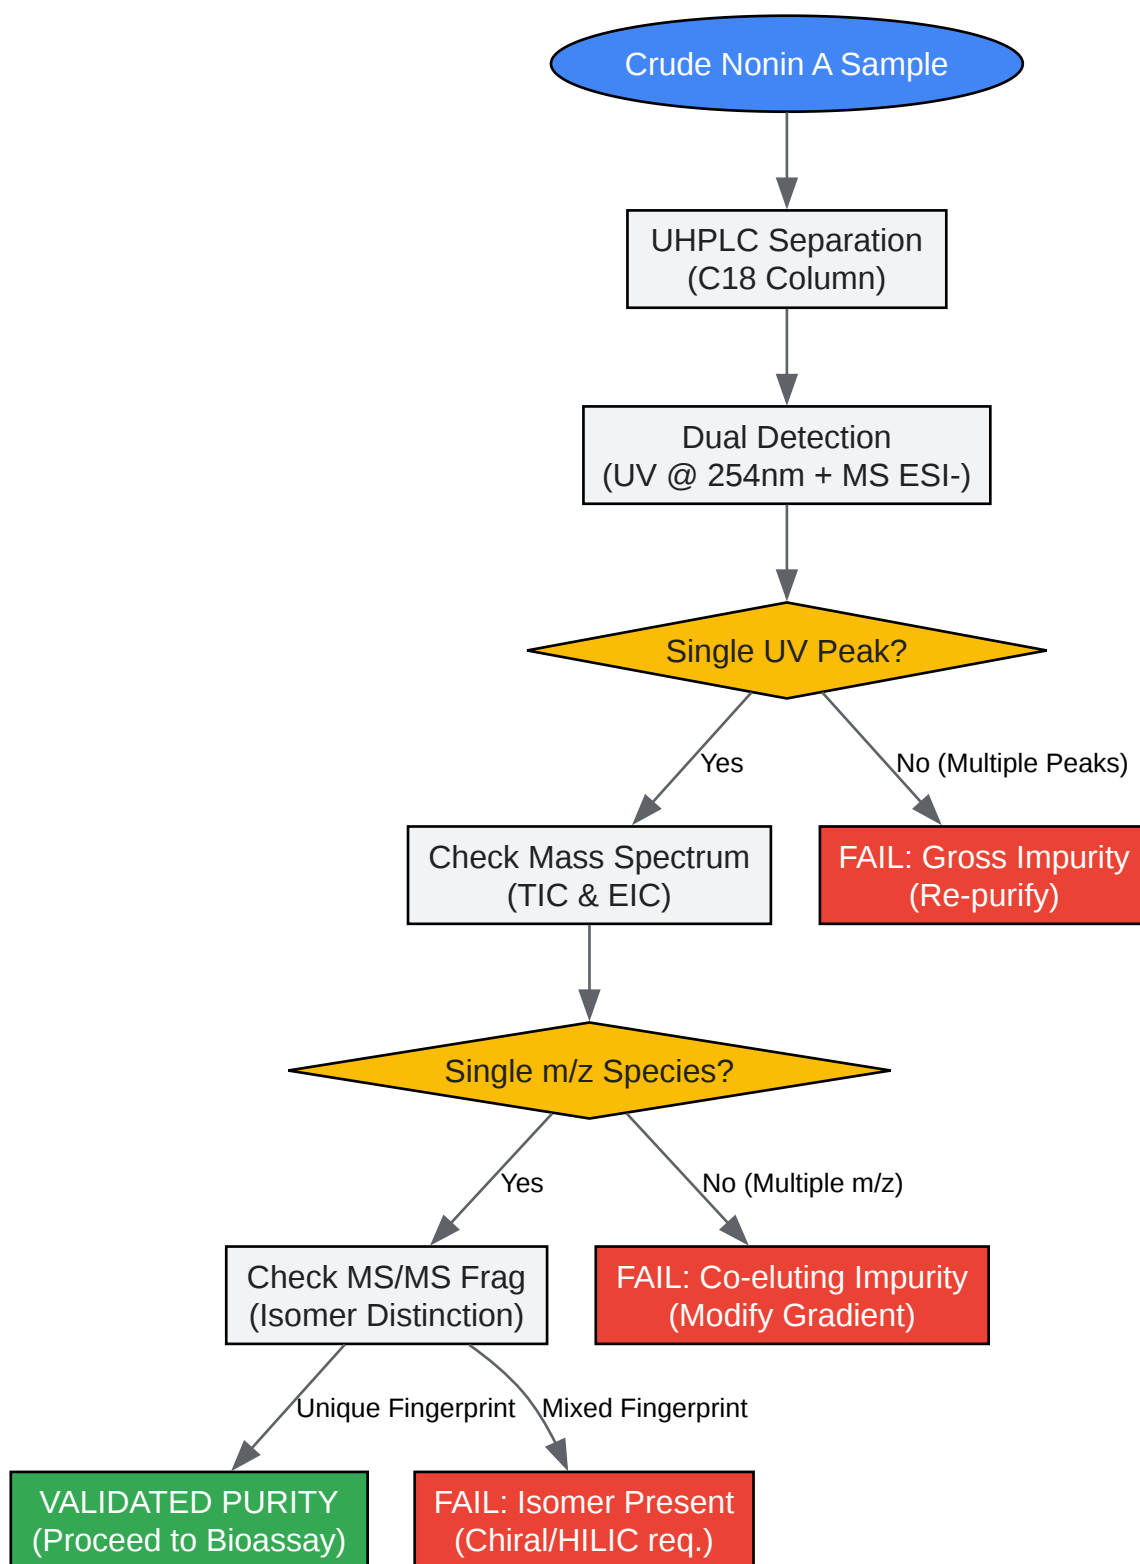 Crude Nonin A Sample
UHPLC Separation
(C18 Column)
Dual Detection
(UV @ 254nm + MS ESI-)
Single UV Peak?
Yes
No (Multiple Peaks)
Check Mass Spectrum
(TIC & EIC)
FAIL: Gross Impurity
(Re-purify)
Single m/z Species?
Yes
No (Multiple m/z)
Check MS/MS Frag
(Isomer Distinction)
FAIL: Co-eluting Impurity
(Modify Gradient)
Unique Fingerprint
Mixed Fingerprint
VALIDATED PURITY
(Proceed to Bioassay)
FAIL: Isomer Present
(Chiral/HILIC req.)